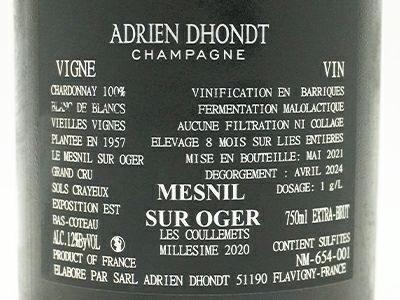 ADRIEN DHONDT
CHAMPAGNE
VIGNE
CHARDONNAY 100%
BLANC DE BLANCS
VIEILLES VIGNES
PLANTEE EN 1957
LE MESNIL SUR OGER
GRAND CRU
SOLS CRAYEUX
EXPOSITION EST
BAS-COTEAU
ALC. 12%ByVOL
PRODUCT OF FRANCE
VIN
VINIFICATION EN BARRIQUES
FERMENTATION MALOLACTIQUE
AUCUNE FILTRATION NI COLLAGE
ELEVAGE 8 MOIS SUR LIES ENTIERES
MISE EN BOUTEILLE: MAI 2021
DEGORGEMENT : AVRIL 2024
DOSAGE: 1 g/L
MESNIL
SUR OGER
LES COULLEMETS
MILLESIME 2020
750ml EXTRA-BRUT
CONTIENT SULFITES
NM-654-001
ELABORE PAR SARL ADRIEN DHONDT 51190 FLAVIGNY-FRANCE